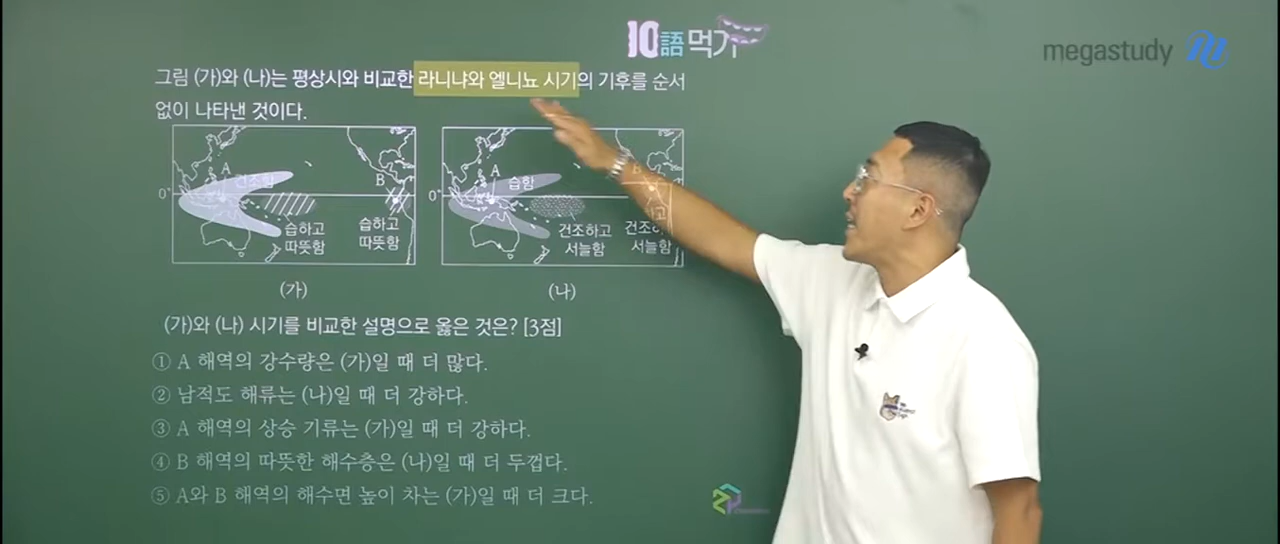 10語먹기
megastudy
그림 (가)와 (나)는 평상시와 비교한 라니냐와 엘니뇨 시기의 기후를 순서
없이 나타낸 것이다.
A
건조함
B
0°
습하고
따뜻함
습하고
따뜻함
(가)
A
습함
B
0°
건조하고
서늘함
서늘함
(나)
(가)와 (나) 시기를 비교한 설명으로 옳은 것은? [3점]
① A 해역의 강수량은 (가)일 때 더 많다.
② 남적도 해류는 (나)일 때 더 강하다.
③ A 해역의 상승 기류는 (가)일 때 더 강하다.
④ B 해역의 따뜻한 해수층은 (나)일 때 더 두껍다.
⑤ A와 B 해역의 해수면 높이 차는 (가)일 때 더 크다.